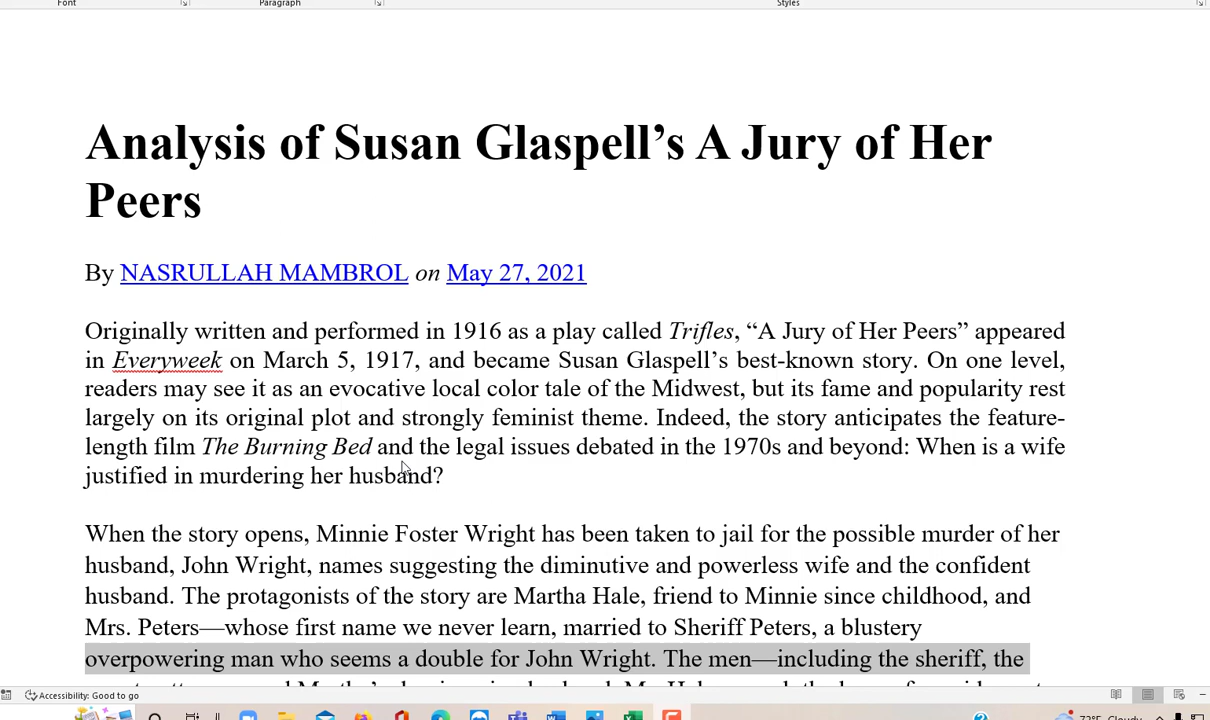 Font Paragraph Styles
Analysis of Susan Glaspell’s A Jury of Her
Peers
By NASRULLAH MAMBROL on May 27, 2021
Originally written and performed in 1916 as a play called Trifles, “A Jury of Her Peers” appeared
in Everyweek on March 5, 1917, and became Susan Glaspell’s best-known story. On one level,
readers may see it as an evocative local color tale of the Midwest, but its fame and popularity rest
largely on its original plot and strongly feminist theme. Indeed, the story anticipates the feature-
length film The Burning Bed and the legal issues debated in the 1970s and beyond: When is a wife
justified in murdering her husband?
When the story opens, Minnie Foster Wright has been taken to jail for the possible murder of her
husband, John Wright, names suggesting the diminutive and powerless wife and the confident
husband. The protagonists of the story are Martha Hale, friend to Minnie since childhood, and
Mrs. Peters—whose first name we never learn, married to Sheriff Peters, a blustery
overpowering man who seems a double for John Wright. The men—including the sheriff, the
Accessibility: Good to go
72°F Cloudy